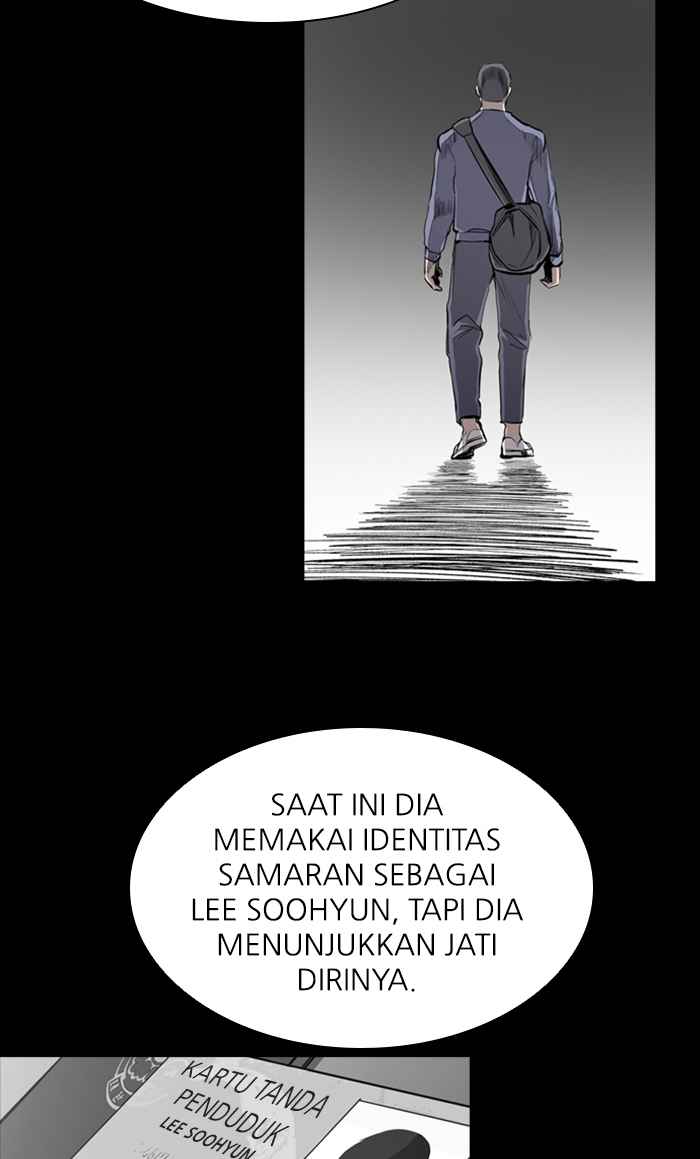 SAAT INI DIA
MEMAKAI IDENTITAS
SAMARAN SEBAGAI
LEE SOOHYUN, TAPI DIA
MENUNJUKKAN JATI
DIRINYA.
KARTU TANDA
PENDUDUK
LEE SOOHYUN